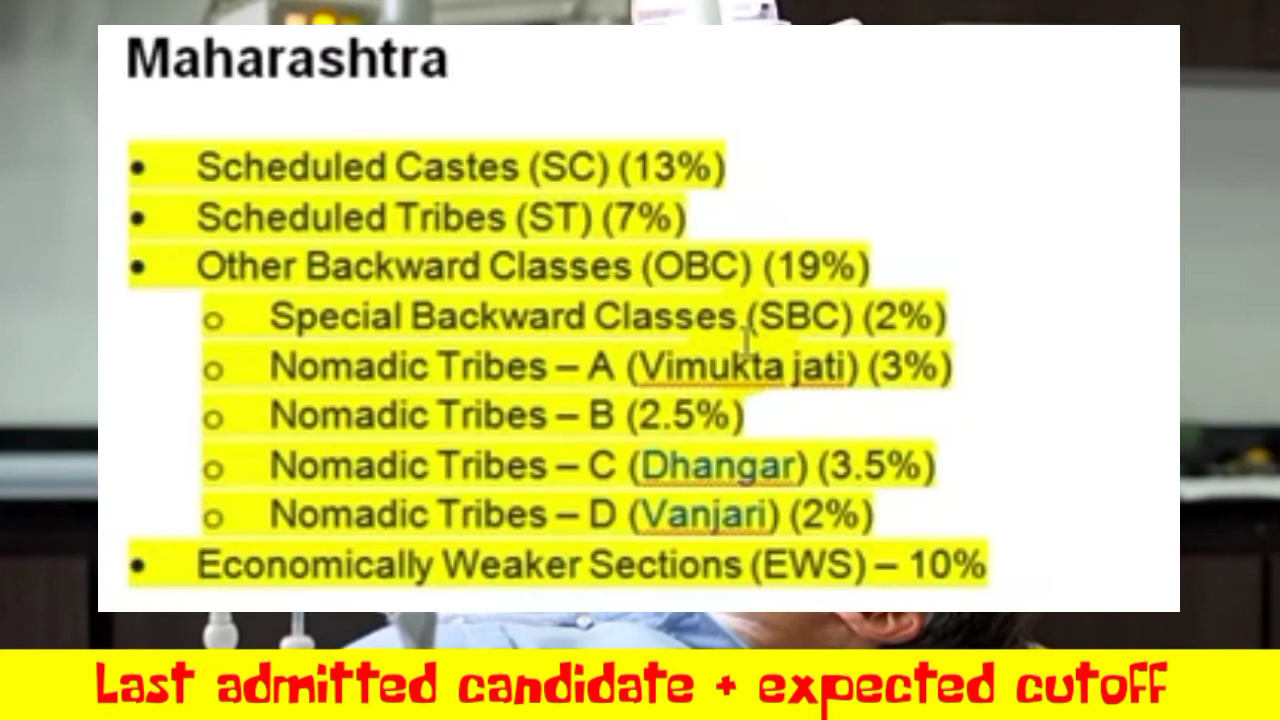 Maharashtra
• Scheduled Castes (SC) (13%)
• Scheduled Tribes (ST) (7%)
• Other Backward Classes (OBC) (19%)
o Special Backward Classes (SBC) (2%)
o Nomadic Tribes – A (Vimukta jati) (3%)
o Nomadic Tribes – B (2.5%)
o Nomadic Tribes – C (Dhangar) (3.5%)
o Nomadic Tribes – D (Vanjari) (2%)
• Economically Weaker Sections (EWS) – 10%
Last admitted candidate + expected cutoff